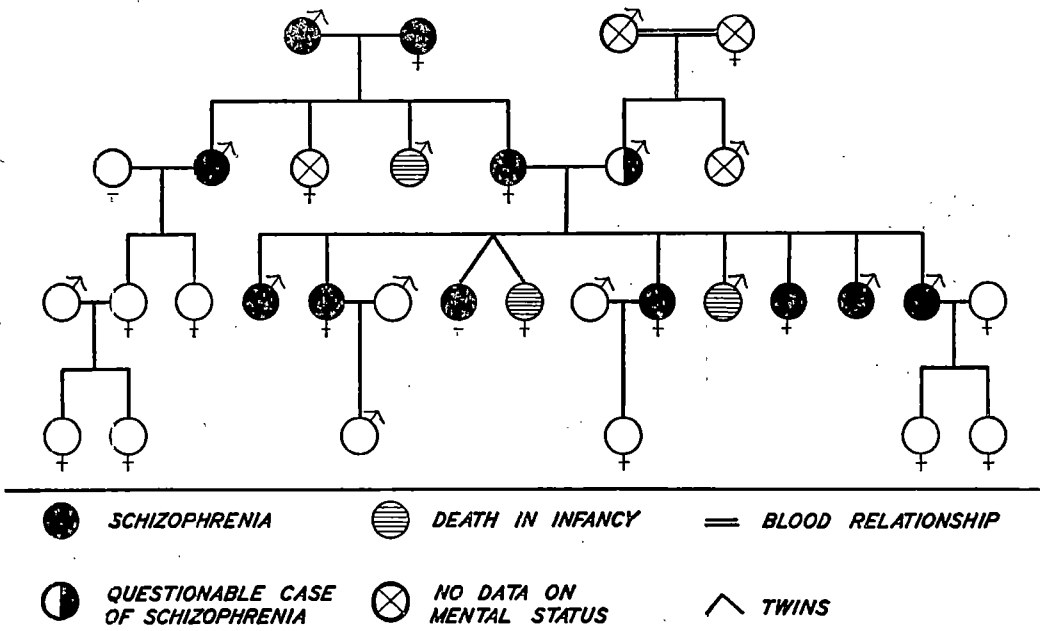 SCHIZOPHRENIA
DEATH IN INFANCY
BLOOD RELATIONSHIP
QUESTIONABLE CASE
OF SCHIZOPHRENIA
NO DATA ON
MENTAL STATUS
TWINS